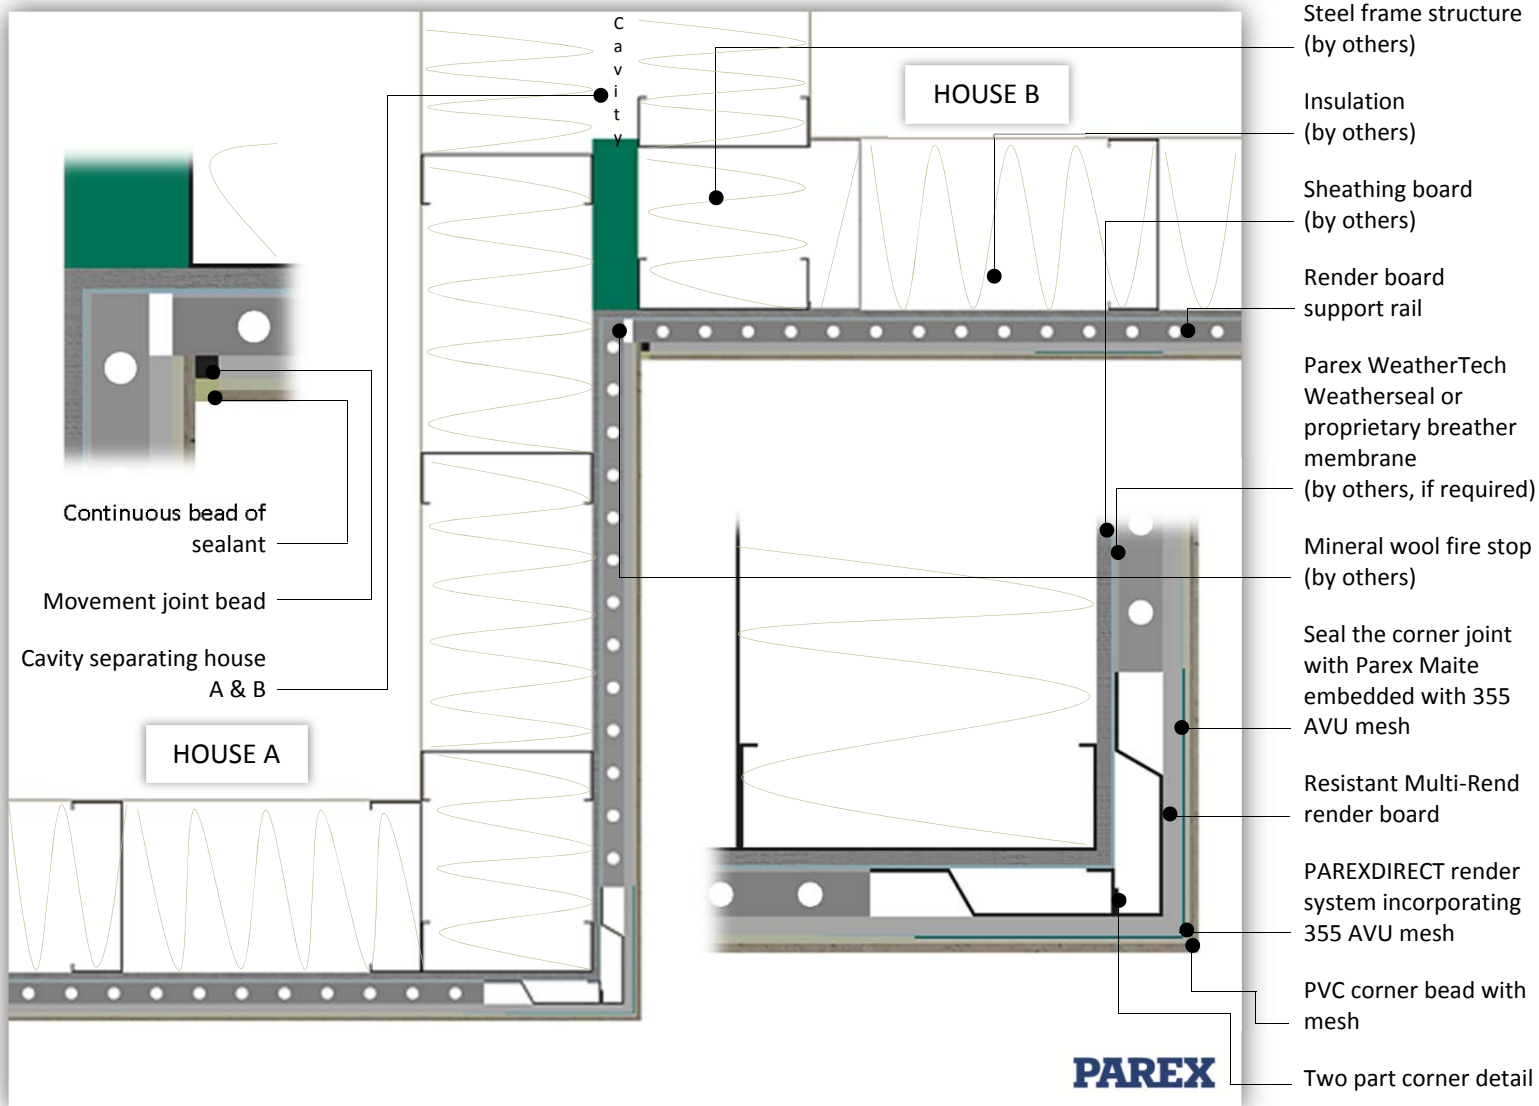 C
a
v
i
t
y
HOUSE B
HOUSE A
Continuous bead of
sealant
Movement joint bead
Cavity separating house
A & B
Steel frame structure
(by others)
Insulation
(by others)
Sheathing board
(by others)
Render board
support rail
Parex WeatherTech
Weatherseal or
proprietary breather
membrane
(by others, if required)
Mineral wool fire stop
(by others)
Seal the corner joint
with Parex Maite
embedded with 355
AVU mesh
Resistant Multi-Rend
render board
PAREXDIRECT render
system incorporating
355 AVU mesh
PVC corner bead with
mesh
Two part corner detail
PAREX